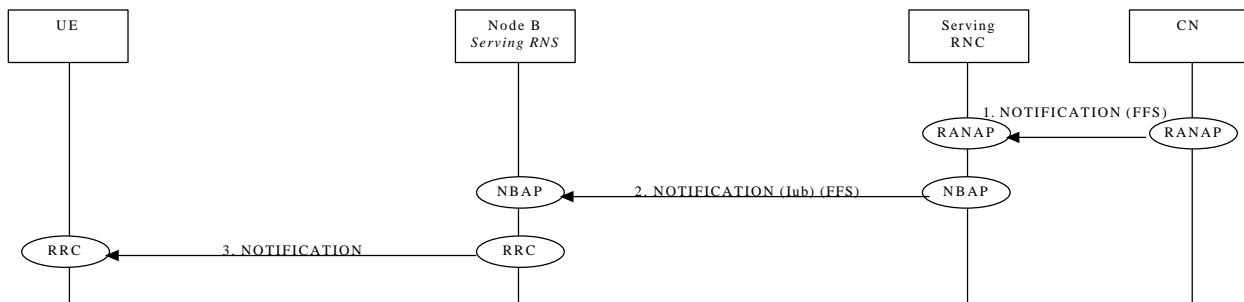 UE
Node B
Serving RNS
Serving
RNC
CN
1. NOTIFICATION (FFS)
RANAP
RANAP
NBAP
2. NOTIFICATION (Iub) (FFS)
NBAP
RRC
3. NOTIFICATION
RRC